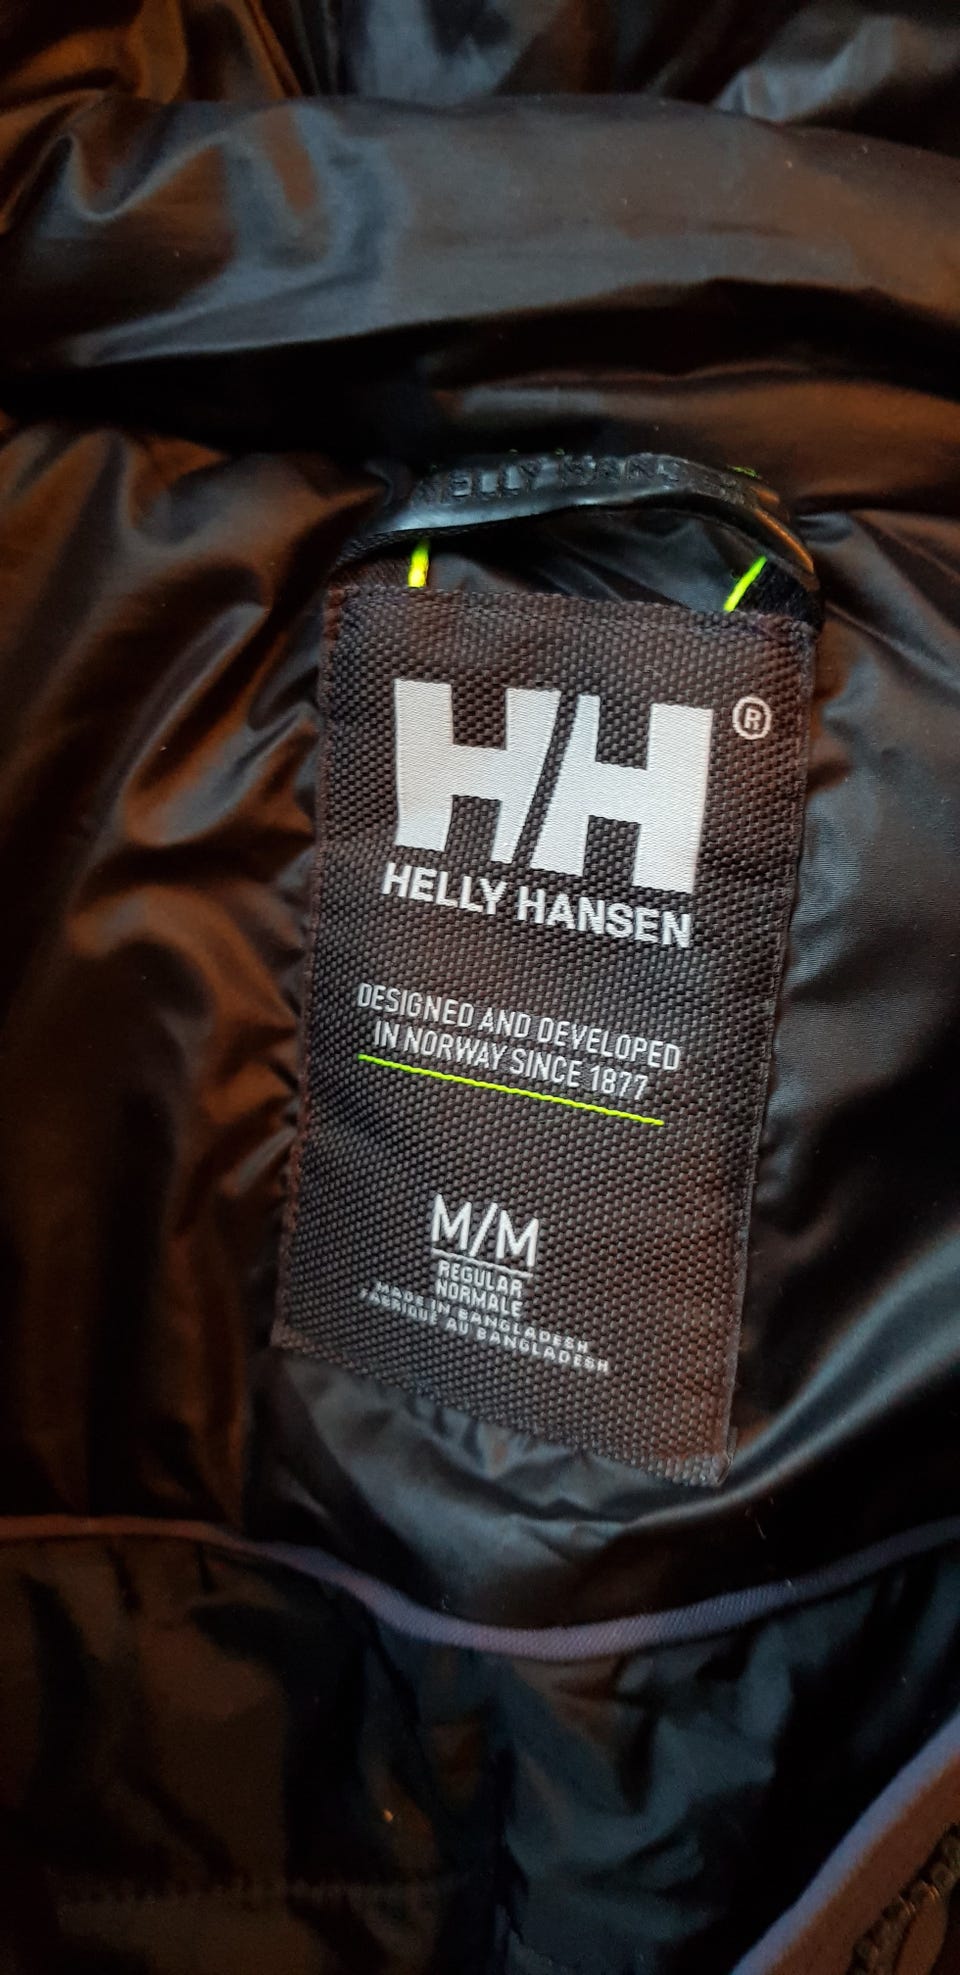 HELLY HANSEN
HH®
HELLY HANSEN
DESIGNED AND DEVELOPED
IN NORWAY SINCE 1877
M/M
REGULAR
NORMALE
MADE IN BANGLADESH
FABRIQUÉ AU BANGLADESH